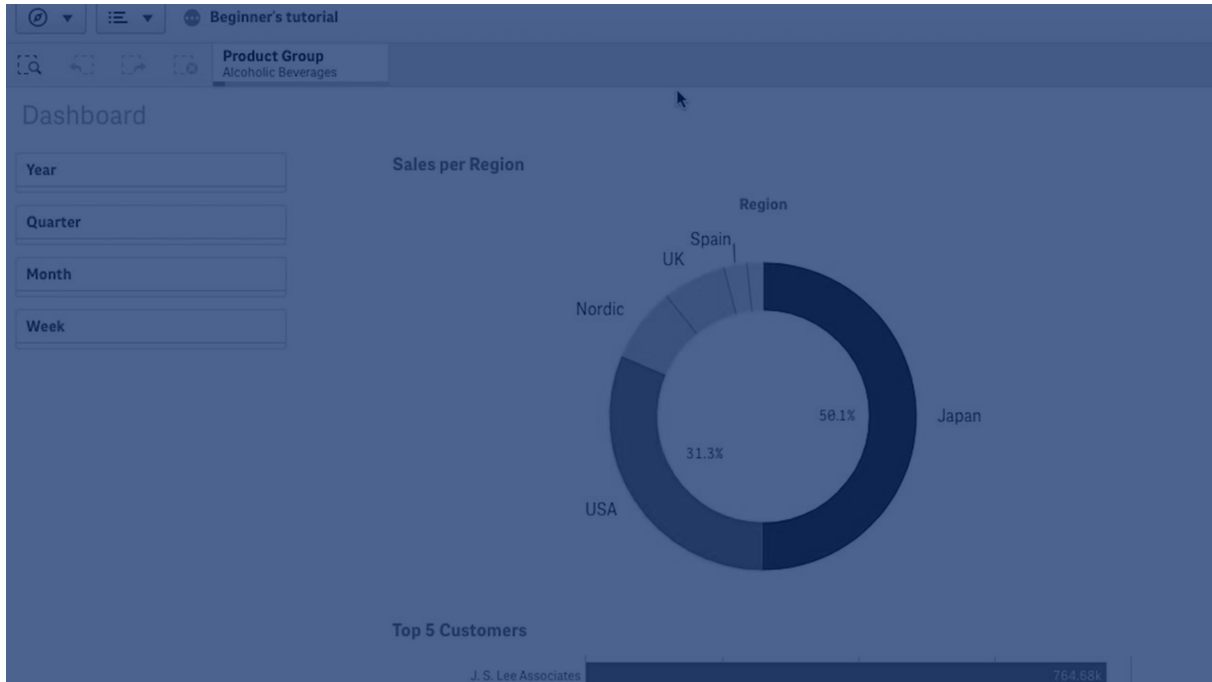 Beginner's tutorial
Product Group
Alcoholic Beverages
Dashboard
Year
Quarter
Month
Week
Sales per Region
Region
Spain
UK
Nordic
50.1%
Japan
31.3%
USA
Top 5 Customers
J. S. Lee Associates
764.68k